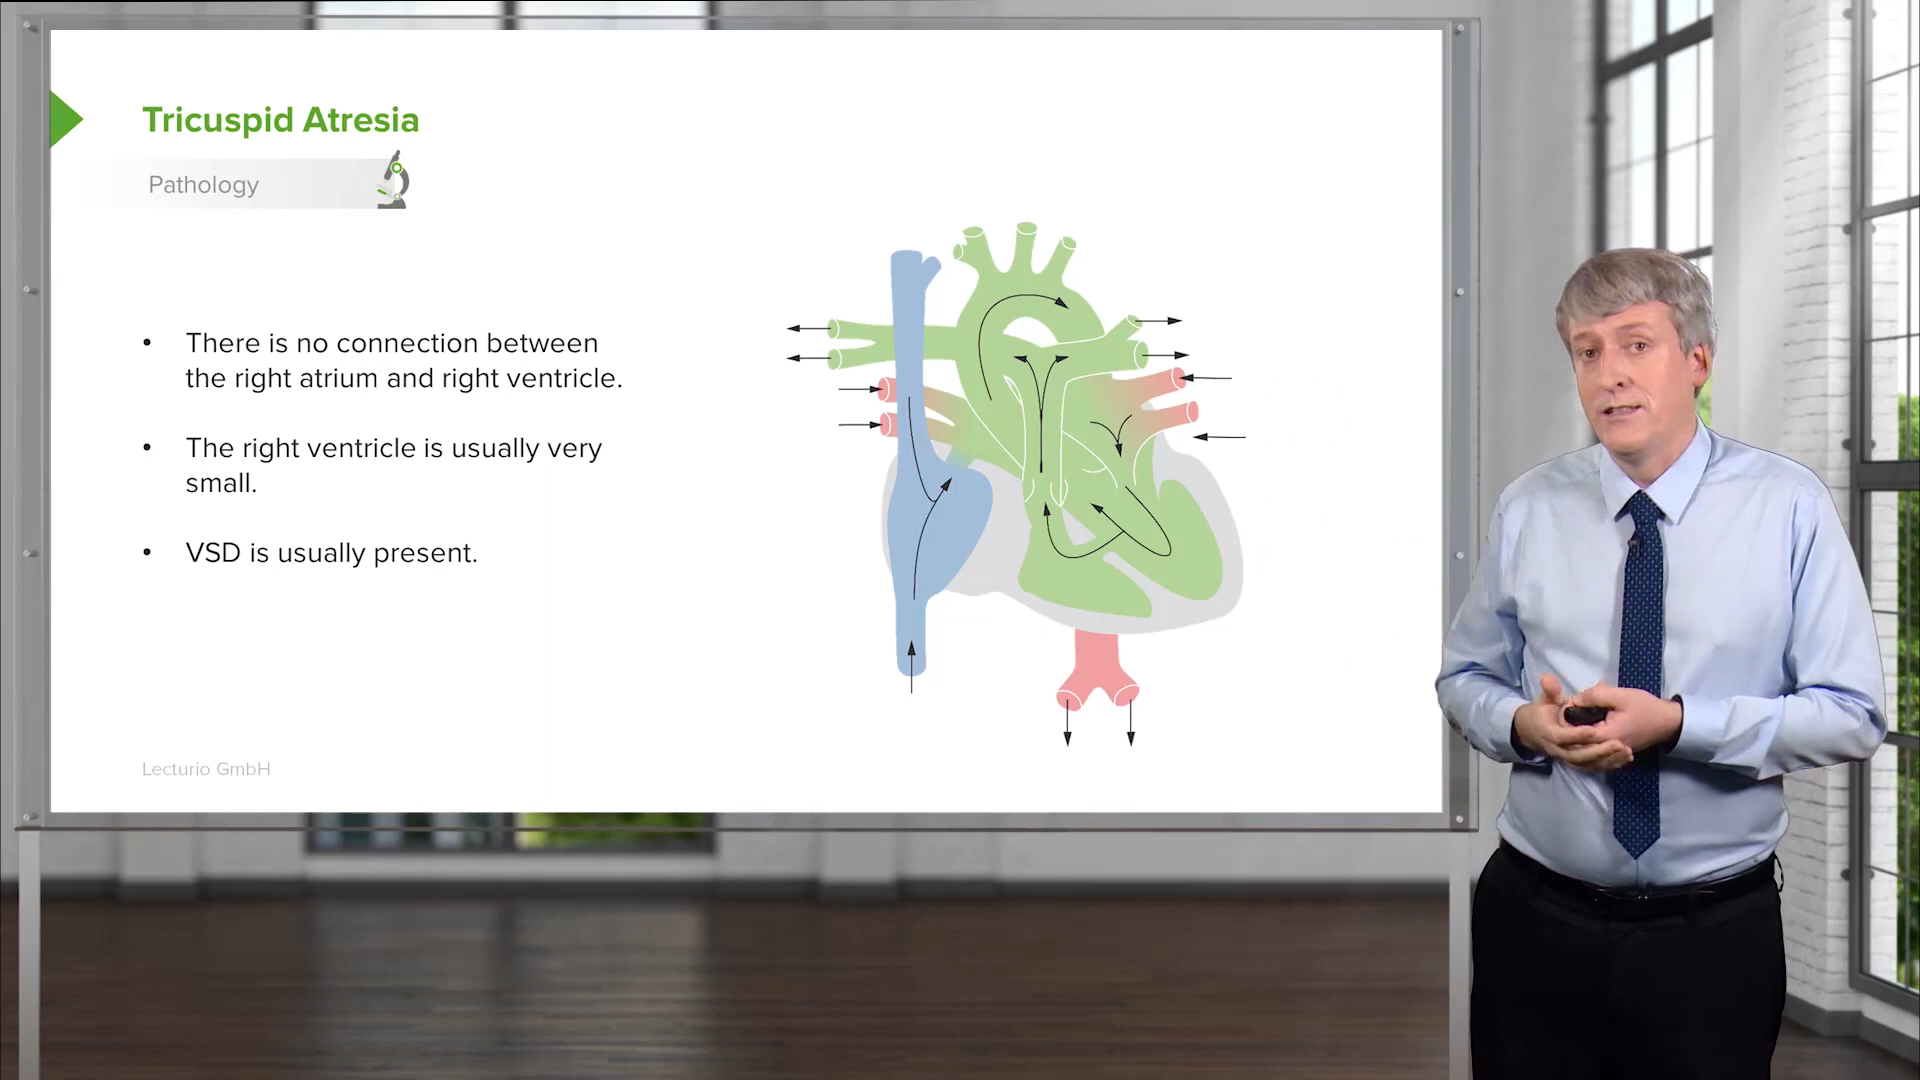 Tricuspid Atresia
Pathology
• There is no connection between
the right atrium and right ventricle.
• The right ventricle is usually very
small.
• VSD is usually present.
Lecturio GmbH